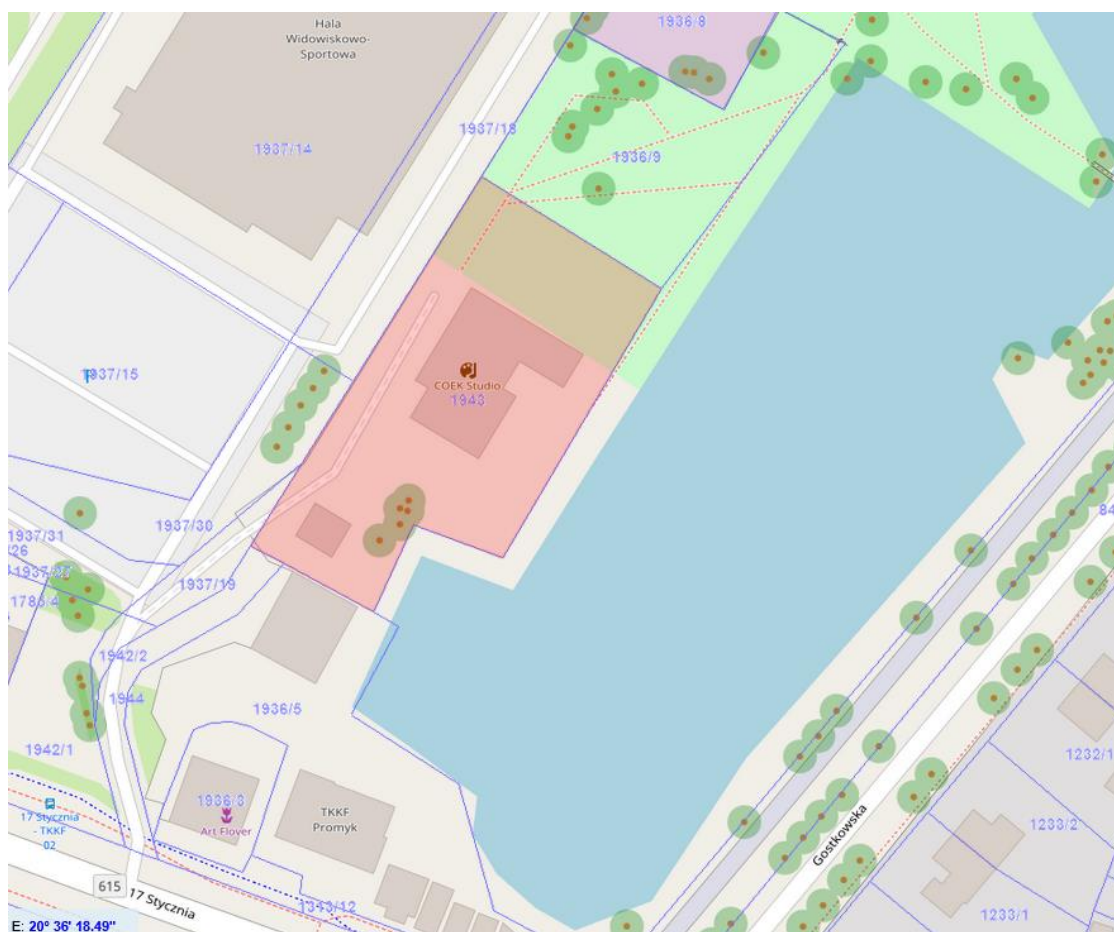 Hala
Widowiskowo-
Sportowa
1936/8
1937/14
1937/18
1936/9
1937/15
COEK Studio
1943
1937/30
1937/31
1937/19
1942/2
1944
1942/1
1936/5
1936/3
Art Flover
TKKF
Promyk
17 Stycznia
- TKKF
02
615
17 Stycznia
1313/12
Gostkowska
1232/1
1233/2
1233/1
E: 20° 36' 18.49"